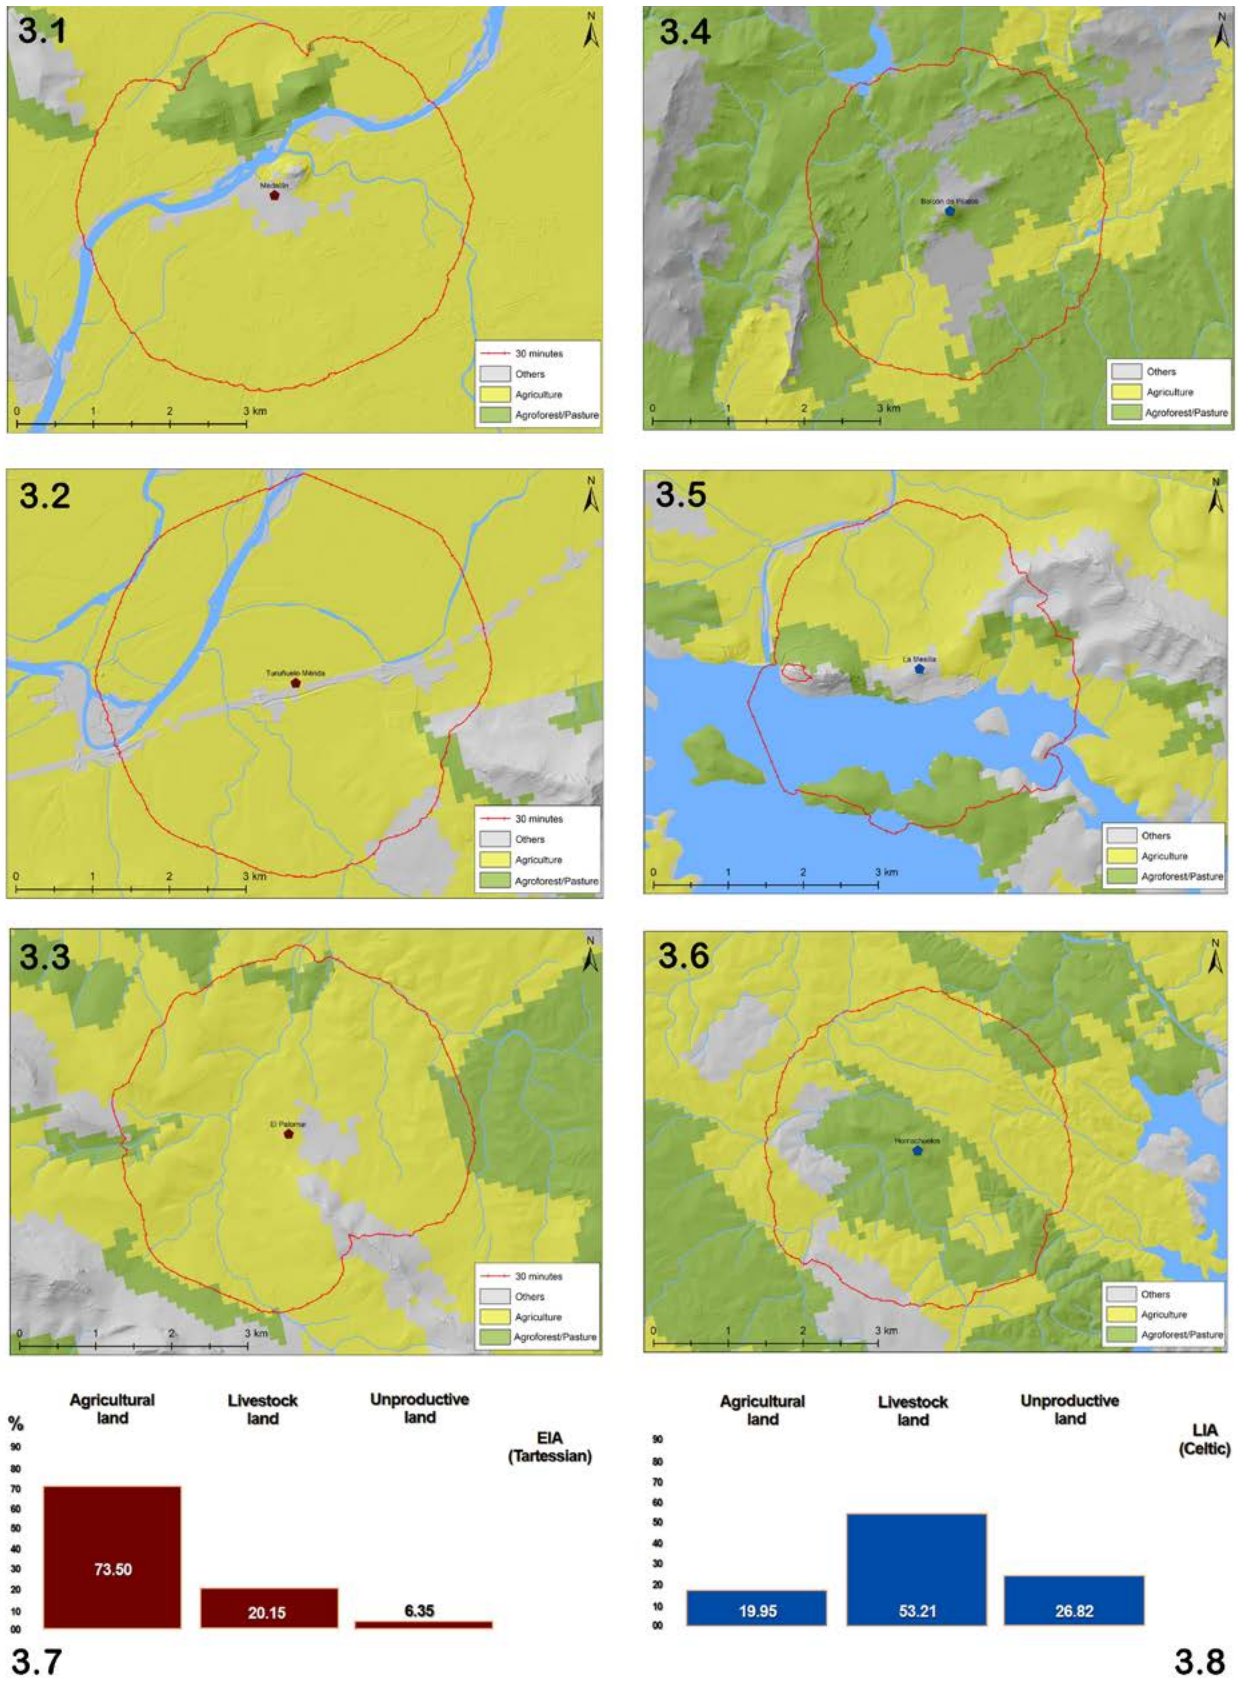 3.1
N
Medellín
30 minutes
Others
Agriculture
Agroforest/Pasture
0 1 2 3 km
3.4
N
Balcón de Pilatos
Others
Agriculture
Agroforest/Pasture
0 1 2 3 km
3.2
N
Turuñuelo Mérida
30 minutes
Others
Agriculture
Agroforest/Pasture
0 1 2 3 km
3.5
N
La Mesilla
Others
Agriculture
Agroforest/Pasture
0 1 2 3 km
3.3
N
El Palomar
30 minutes
Others
Agriculture
Agroforest/Pasture
0 1 2 3 km
3.6
N
Hornachuelos
Others
Agriculture
Agroforest/Pasture
0 1 2 3 km
Agricultural land
Livestock land
Unproductive land
EIA
(Tartessian)
%
90
80
70
60
50
40
30
20
10
00
73.50
20.15
6.35
3.7
Agricultural land
Livestock land
Unproductive land
LIA
(Celtic)
90
80
70
60
50
40
30
20
10
00
19.95
53.21
26.82
3.8